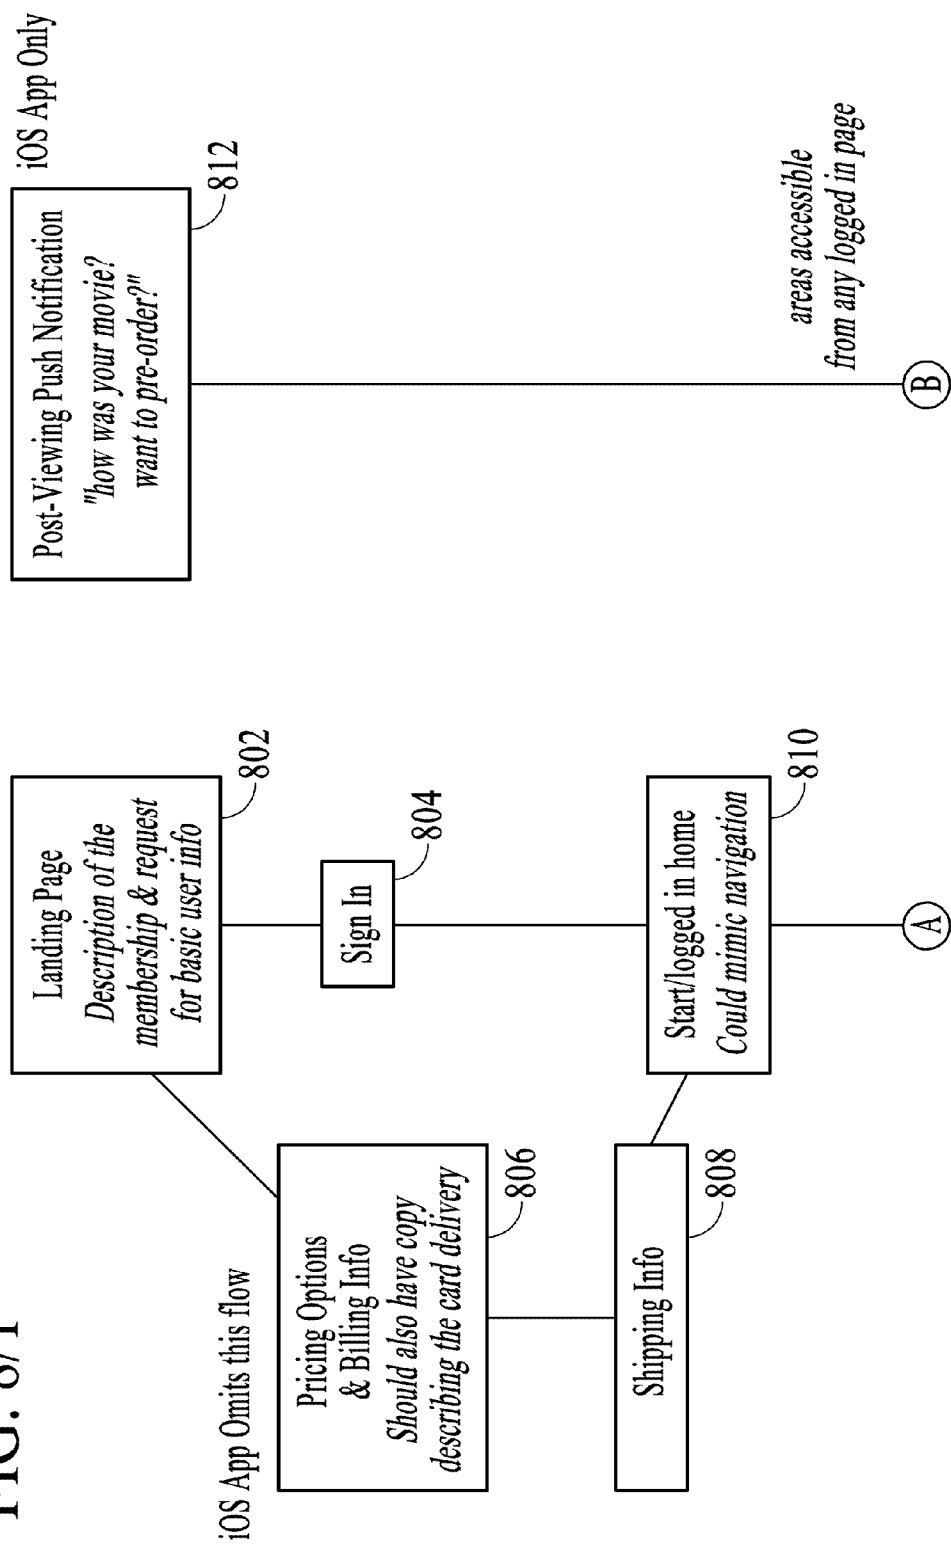 FIG. 8/1
iOS App Omits this flow
Landing Page
Description of the
membership & request
for basic user info
802
Sign In
804
Pricing Options
& Billing Info
Should also have copy
describing the card delivery
806
Shipping Info
808
Start/logged in home
Could mimic navigation
810
A
iOS App Only
Post-Viewing Push Notification
"how was your movie?
want to pre-order?"
812
areas accessible
from any logged in page
B